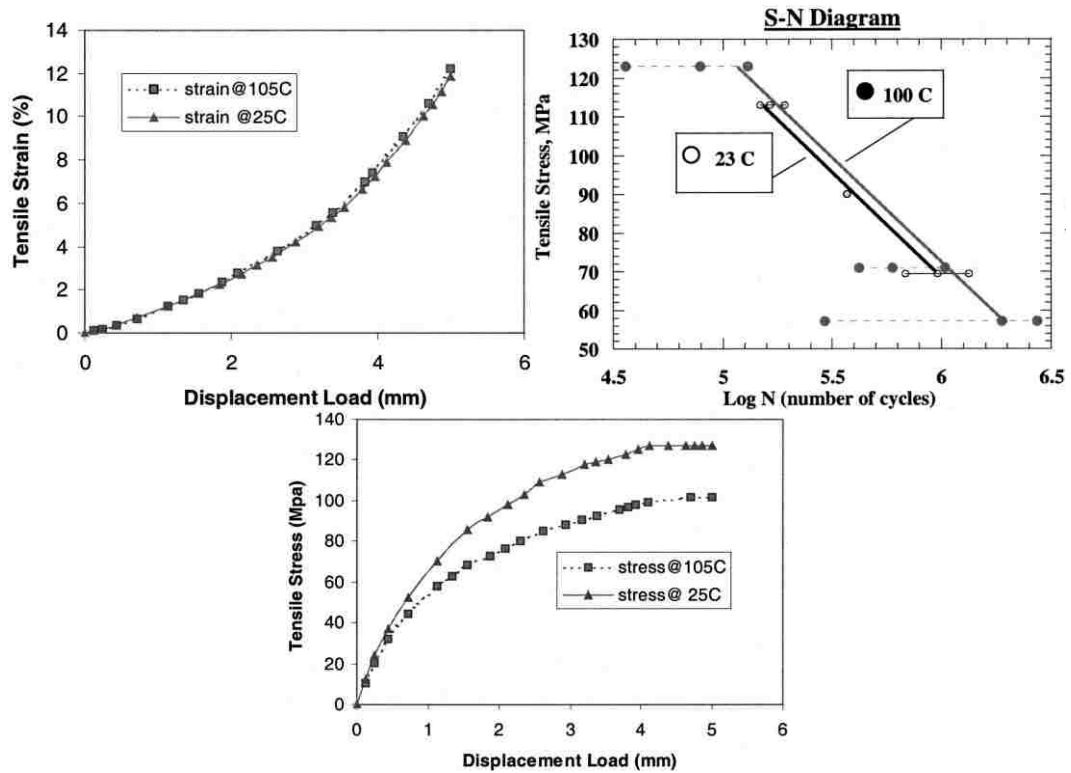 14
12
10
8
6
4
2
0
Tensile Strain (%)
strain@105C
strain @25C
0 2 4 6
Displacement Load (mm)
S-N Diagram
130
120
110
100
90
80
70
60
50
Tensile Stress, MPa
100 C
23 C
4.5 5 5.5 6 6.5
Log N (number of cycles)
140
120
100
80
60
40
20
0
Tensile Stress (Mpa)
stress@105C
stress@ 25C
0 1 2 3 4 5 6
Displacement Load (mm)